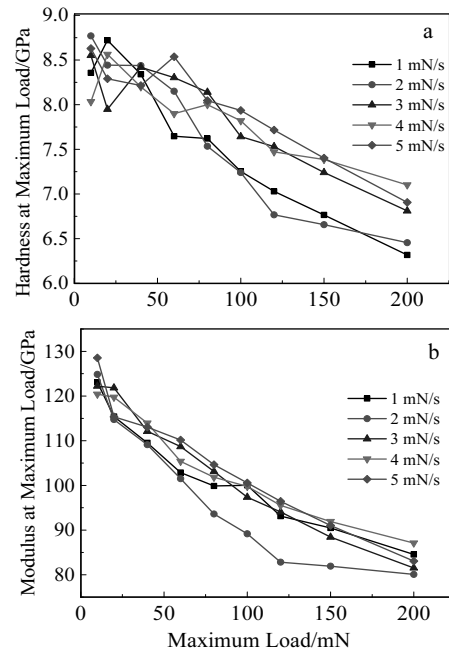 a
9.0
8.5
8.0
7.5
7.0
6.5
6.0
Hardness at Maximum Load/GPa
1 mN/s
2 mN/s
3 mN/s
4 mN/s
5 mN/s
0 50 100 150 200
b
130
120
110
100
90
80
Modulus at Maximum Load/GPa
1 mN/s
2 mN/s
3 mN/s
4 mN/s
5 mN/s
0 50 100 150 200
Maximum Load/mN